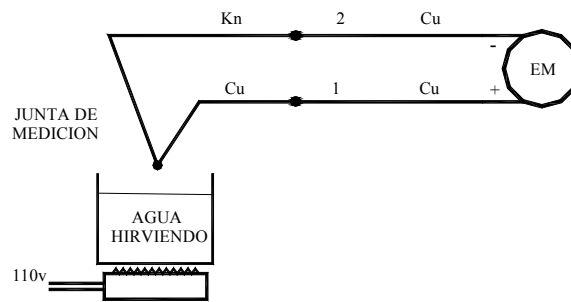 Kn 2 Cu
-
EM
Cu 1 Cu +
JUNTA DE
MEDICION
AGUA
HIRVIENDO
110v